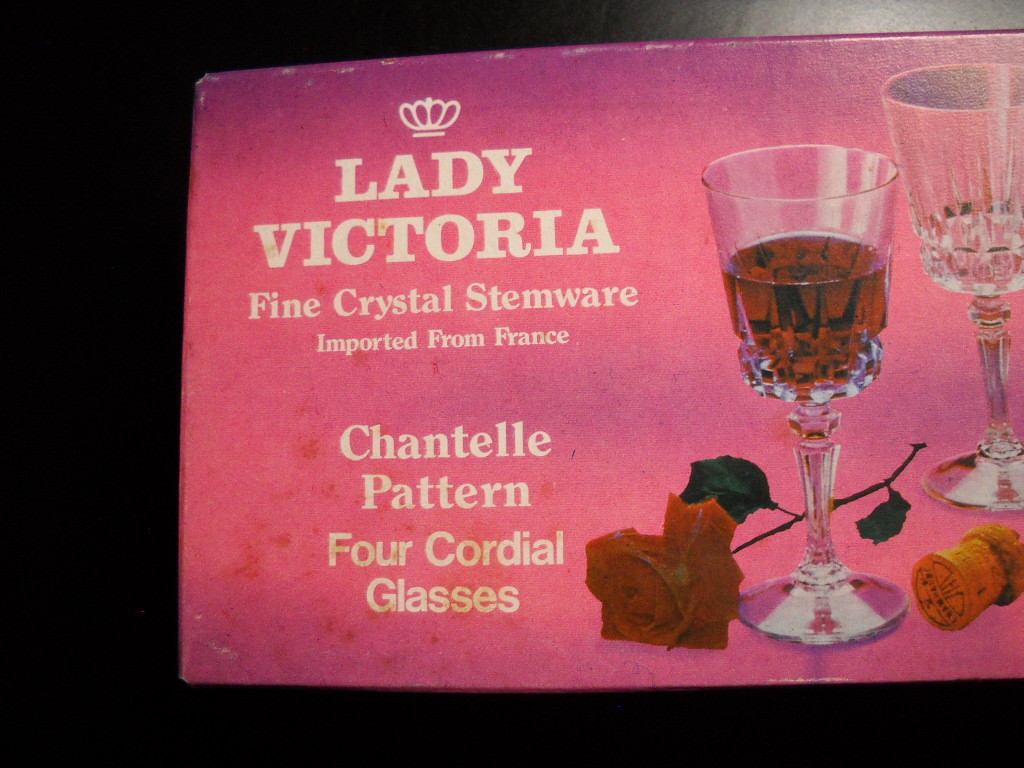 LADY
VICTORIA
Fine Crystal Stemware
Imported From France
Chantelle
Pattern
Four Cordial
Glasses